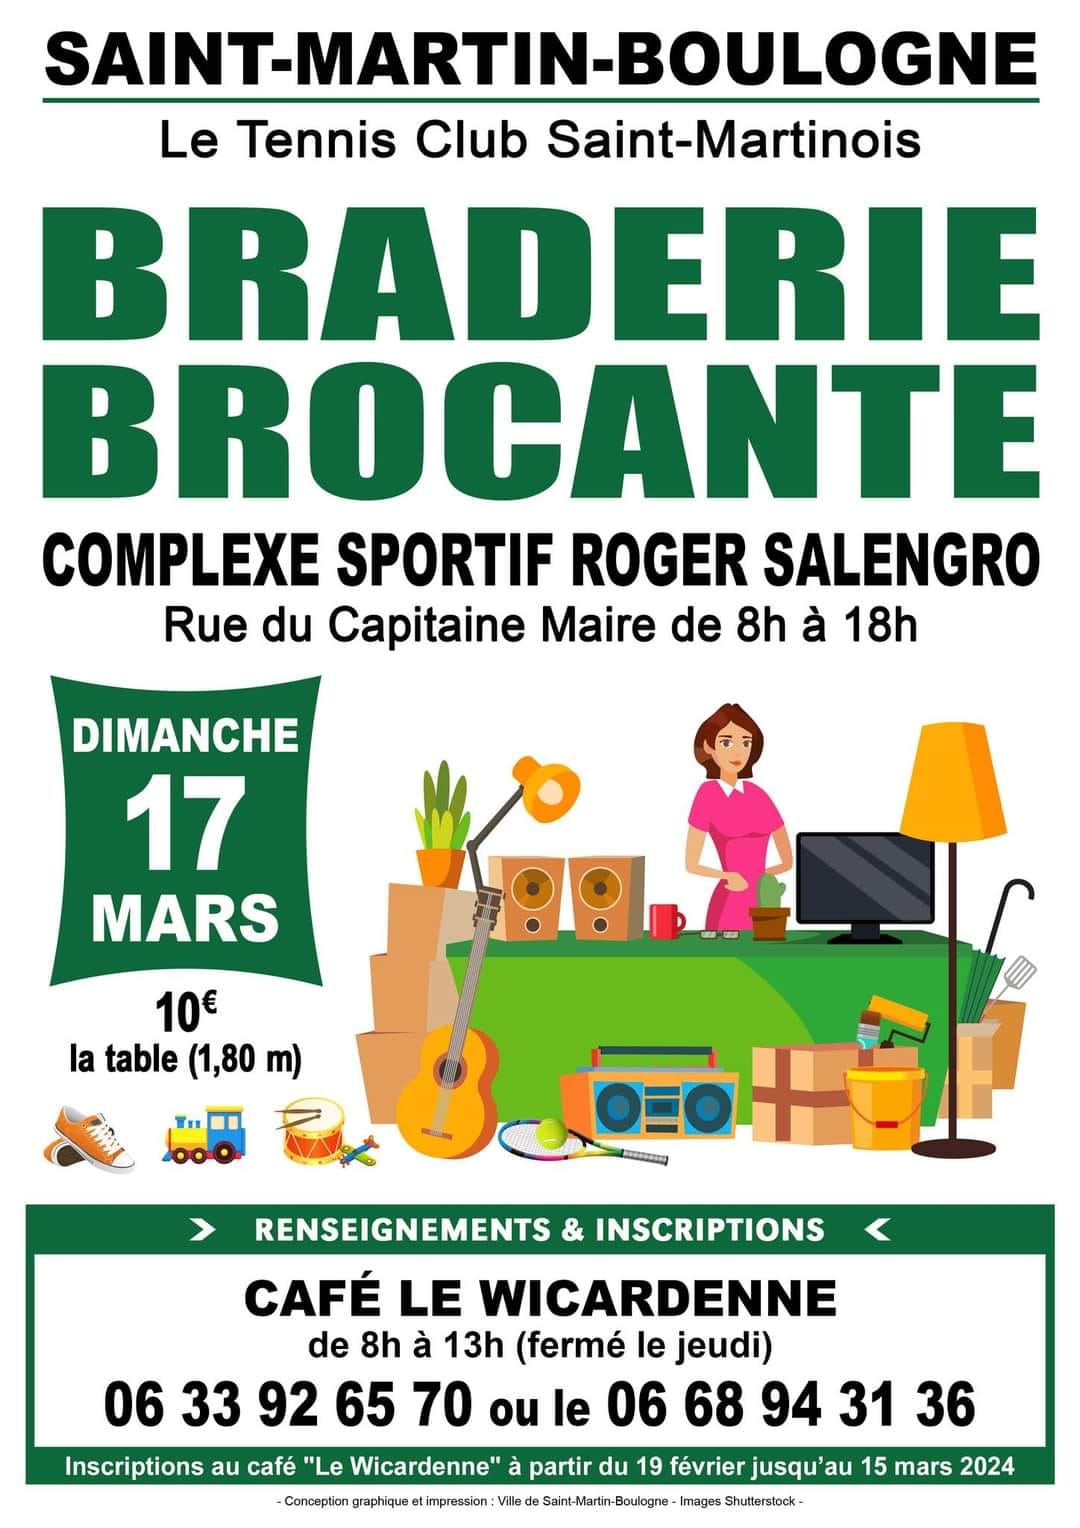 SAINT-MARTIN-BOULOGNE
Le Tennis Club Saint-Martinois
BRADERIE
BROCANTE
COMPLEXE SPORTIF ROGER SALENGRO
Rue du Capitaine Maire de 8h à 18h
DIMANCHE
17
MARS
10€
la table (1,80 m)
> RENSEIGNEMENTS & INSCRIPTIONS <
CAFÉ LE WICARDENNE
de 8h à 13h (fermé le jeudi)
06 33 92 65 70 ou le 06 68 94 31 36
Inscriptions au café "Le Wicardenne" à partir du 19 février jusqu’au 15 mars 2024
- Conception graphique et impression : Ville de Saint-Martin-Boulogne - Images Shutterstock -